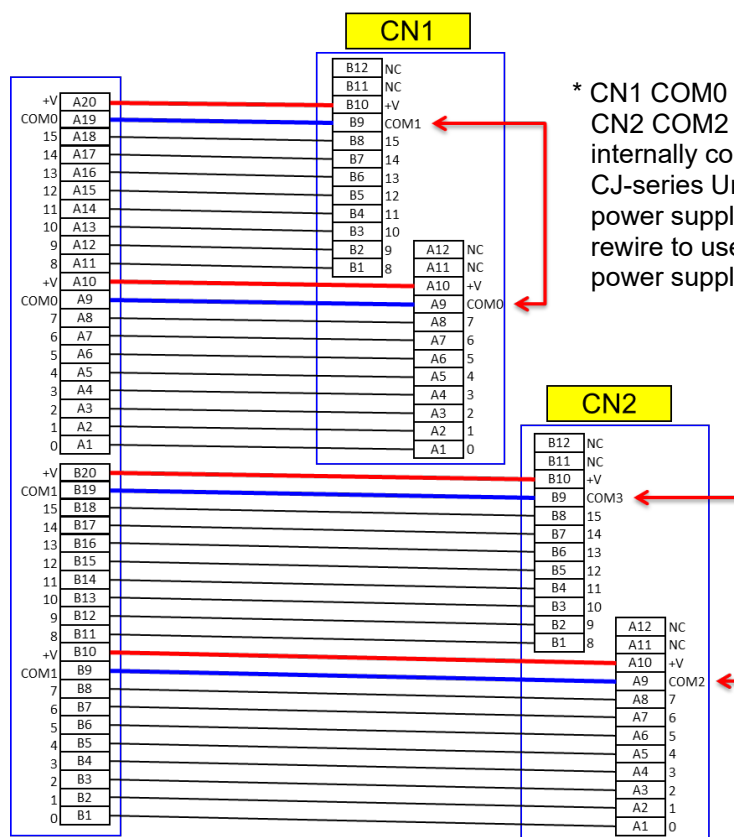 CN1
B12 NC
B11 NC
B10 +V
B9 COM1
B8 15
B7 14
B6 13
B5 12
B4 11
B3 10
B2 9
B1 8
A12 NC
A11 NC
A10 +V
A9 COM0
A8 7
A7 6
A6 5
A5 4
A4 3
A3 2
A2 1
A1 0
+V A20
COM0 A19
15 A18
14 A17
13 A16
12 A15
11 A14
10 A13
9 A12
8 A11
+V A10
COM0 A9
7 A8
6 A7
5 A6
4 A5
3 A4
2 A3
1 A2
0 A1
* CN1 COM0
CN2 COM2
internally co
CJ-series Un
power suppl
rewire to use
power suppl
CN2
B12 NC
B11 NC
B10 +V
B9 COM3
B8 15
B7 14
B6 13
B5 12
B4 11
B3 10
B2 9
B1 8
A12 NC
A11 NC
A10 +V
A9 COM2
A8 7
A7 6
A6 5
A5 4
A4 3
A3 2
A2 1
A1 0
+V B20
COM1 B19
15 B18
14 B17
13 B16
12 B15
11 B14
10 B13
9 B12
8 B11
+V B10
COM1 B9
7 B8
6 B7
5 B6
4 B5
3 B4
2 B3
1 B2
0 B1